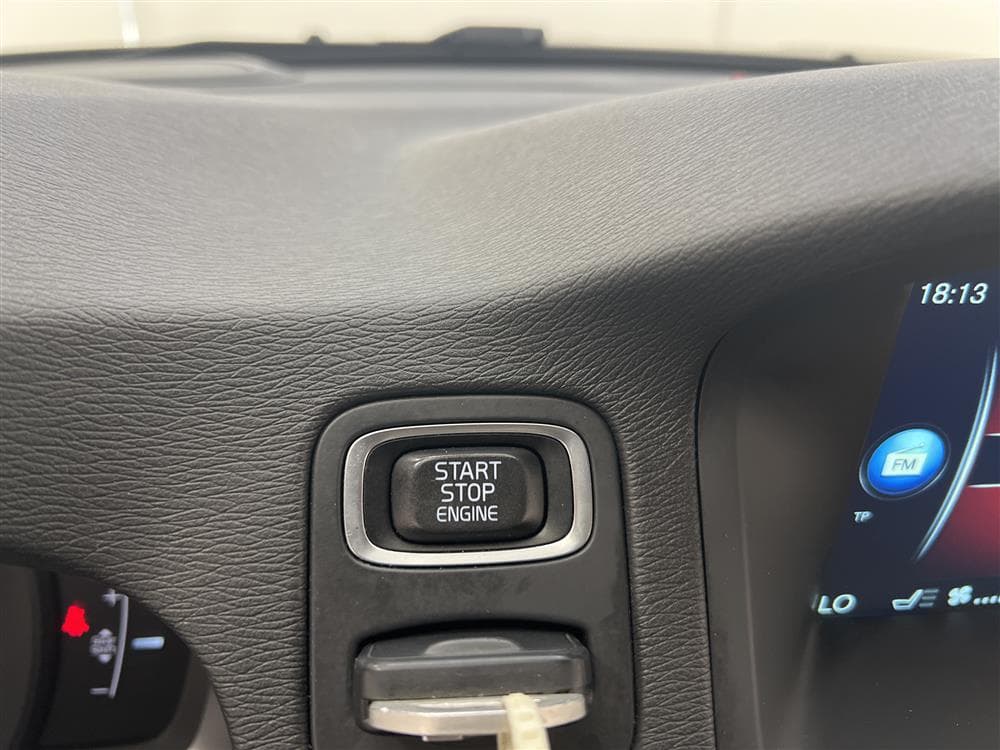 18:13
START
STOP
ENGINE
FM
TP
LO
+
-